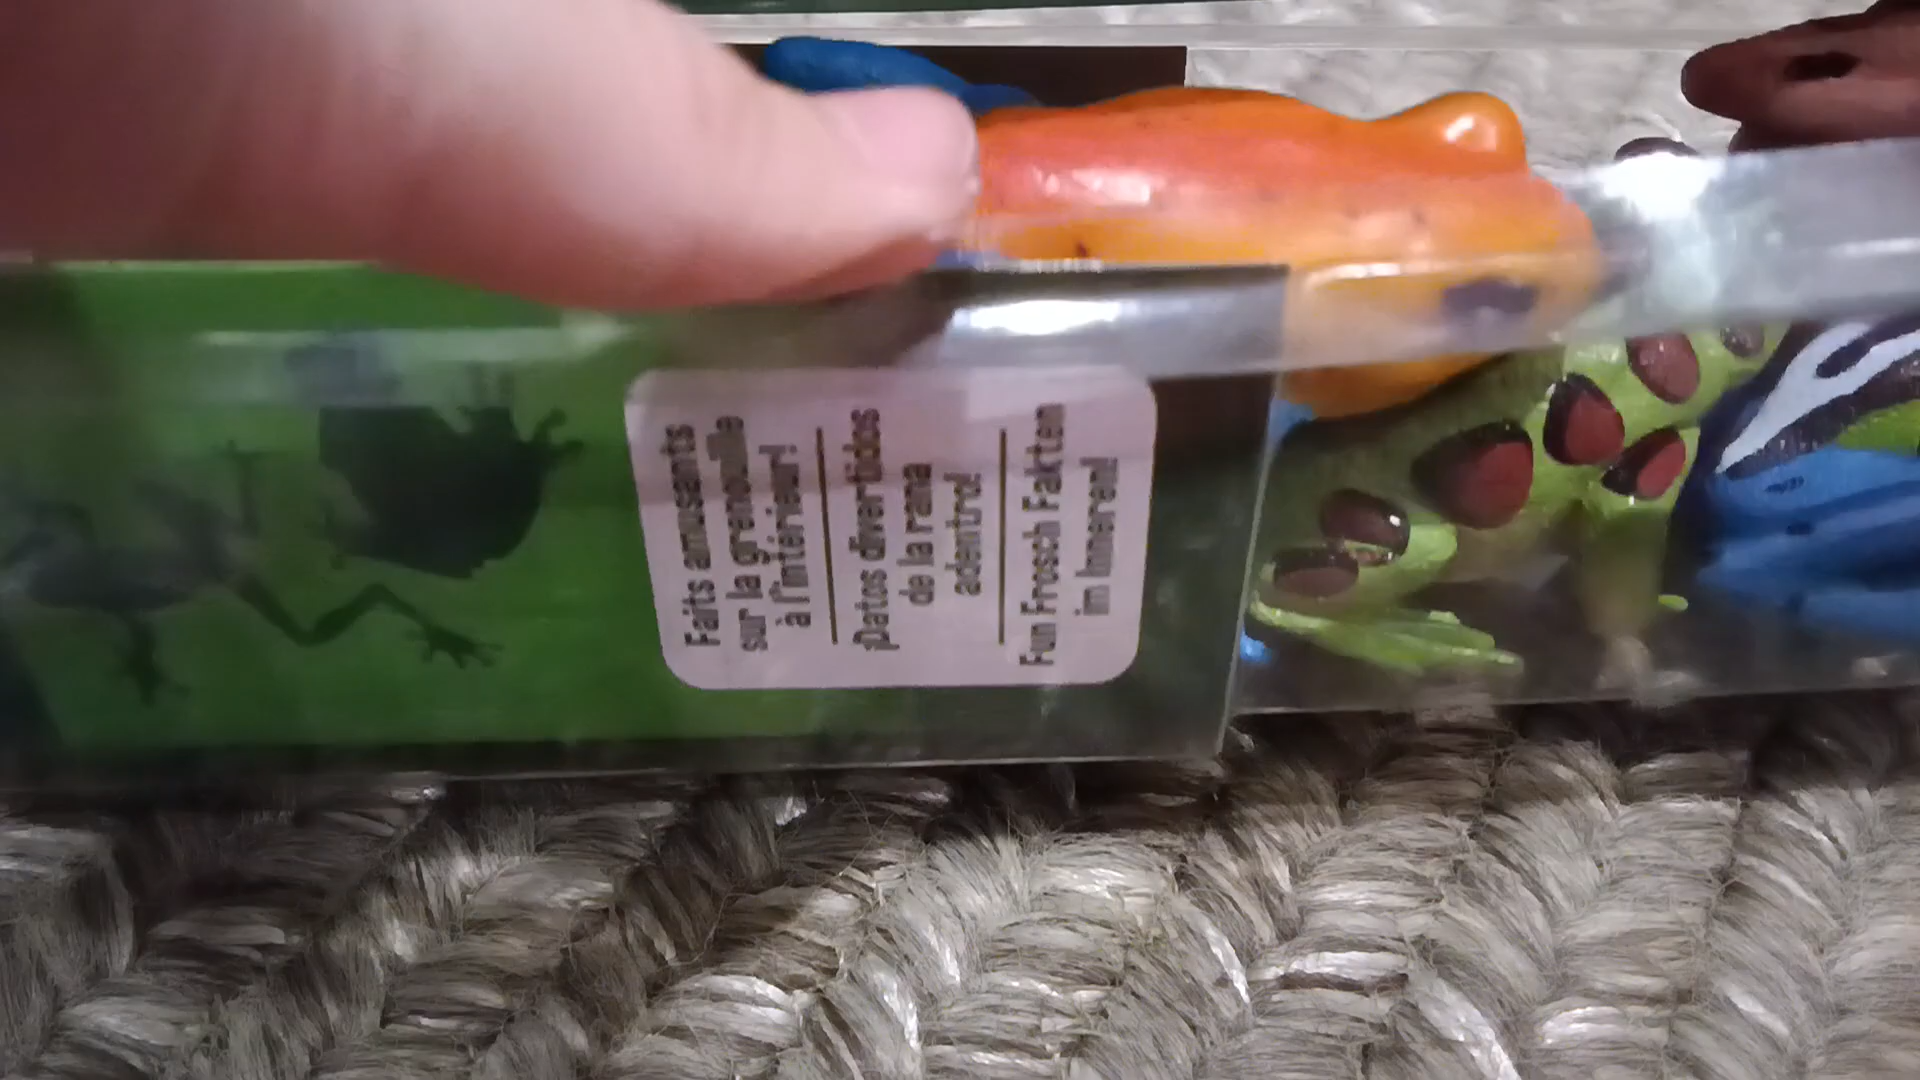 Faits amusants
sur la grenouille
à l'intérieur!
¡Datos divertidos
de la rana
adentro!
Fun Frosch Fakten
im Inneren!